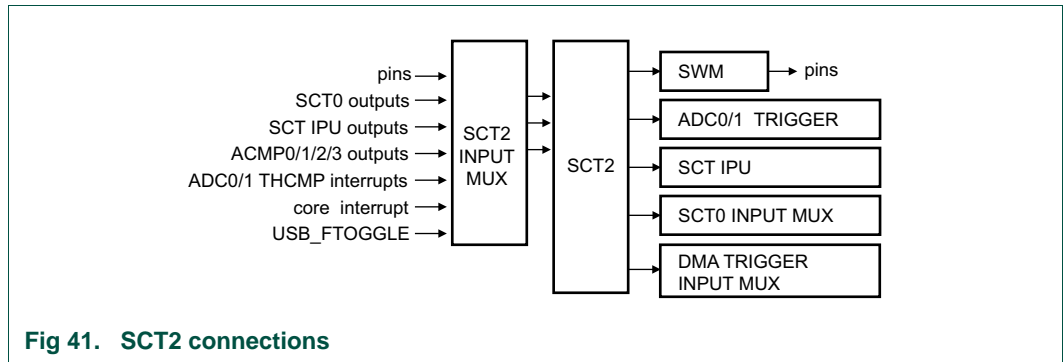 pins
SCT0 outputs
SCT IPU outputs
ACMP0/1/2/3 outputs
ADC0/1 THCMP interrupts
core interrupt
USB_FTOGGLE
SCT2
INPUT
MUX
SCT2
SWM
pins
ADC0/1 TRIGGER
SCT IPU
SCT0 INPUT MUX
DMA TRIGGER
INPUT MUX
Fig 41. SCT2 connections